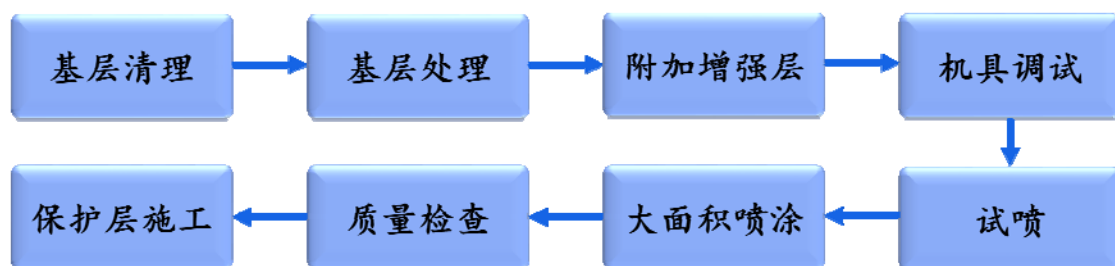 基层清理
基层处理
附加增强层
机具调试
试喷
大面积喷涂
质量检查
保护层施工